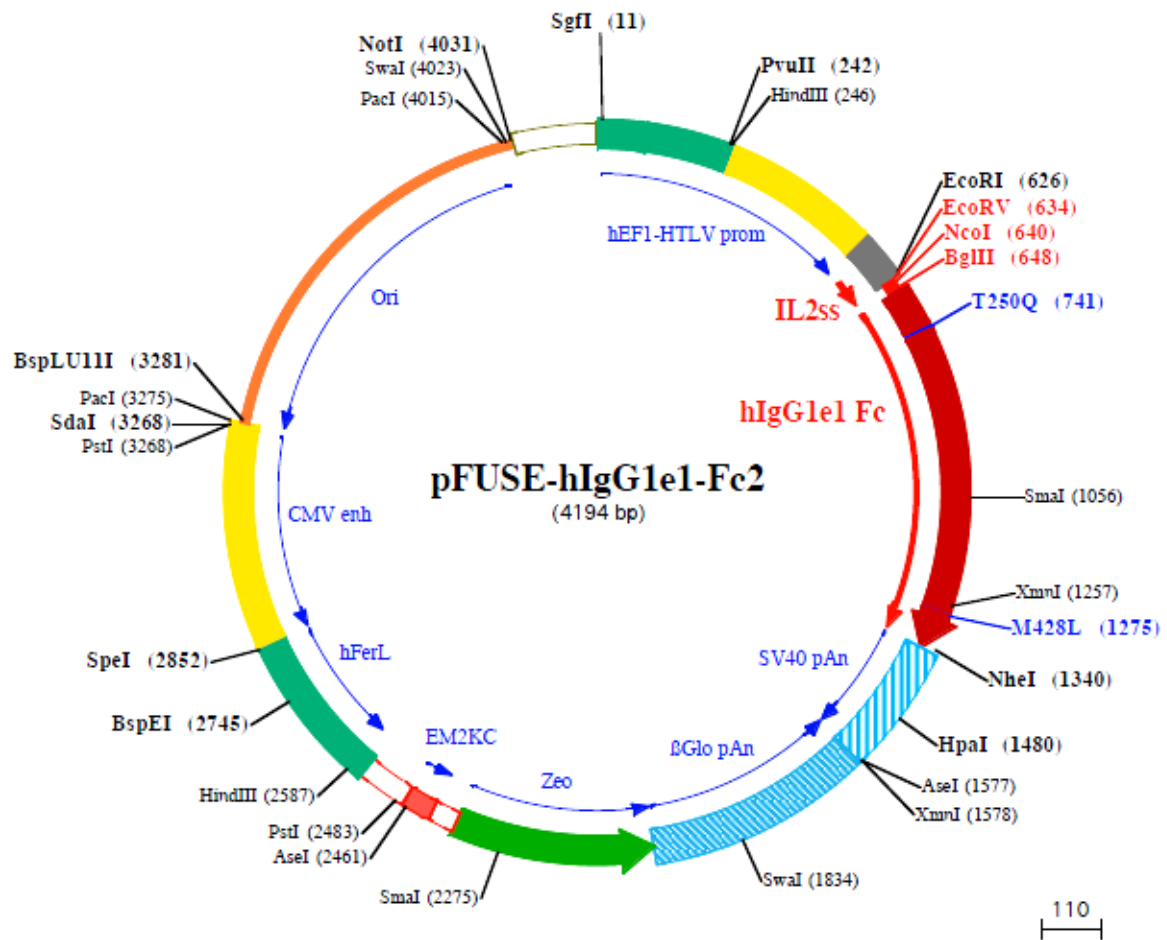 SgfI (11)
NotI (4031)
SwaI (4023)
PacI (4015)
PvuII (242)
HindIII (246)
EcoRI (626)
EcoRV (634)
NcoI (640)
BglII (648)
T250Q (741)
hEF1-HTLV prom
Ori
IL2ss
BspLU11I (3281)
PacI (3275)
SdaI (3268)
PstI (3268)
hIgG1e1 Fc
pFUSE-hIgG1e1-Fc2
(4194 bp)
SmaI (1056)
CMV enh
XmnI (1257)
M428L (1275)
SpeI (2852)
hFerL
SV40 pAn
NheI (1340)
BspEI (2745)
EM2KC
ßGlo pAn
HpaI (1480)
Zeo
AseI (1577)
XmnI (1578)
HindIII (2587)
PstI (2483)
AseI (2461)
SmaI (2275)
SwaI (1834)
110